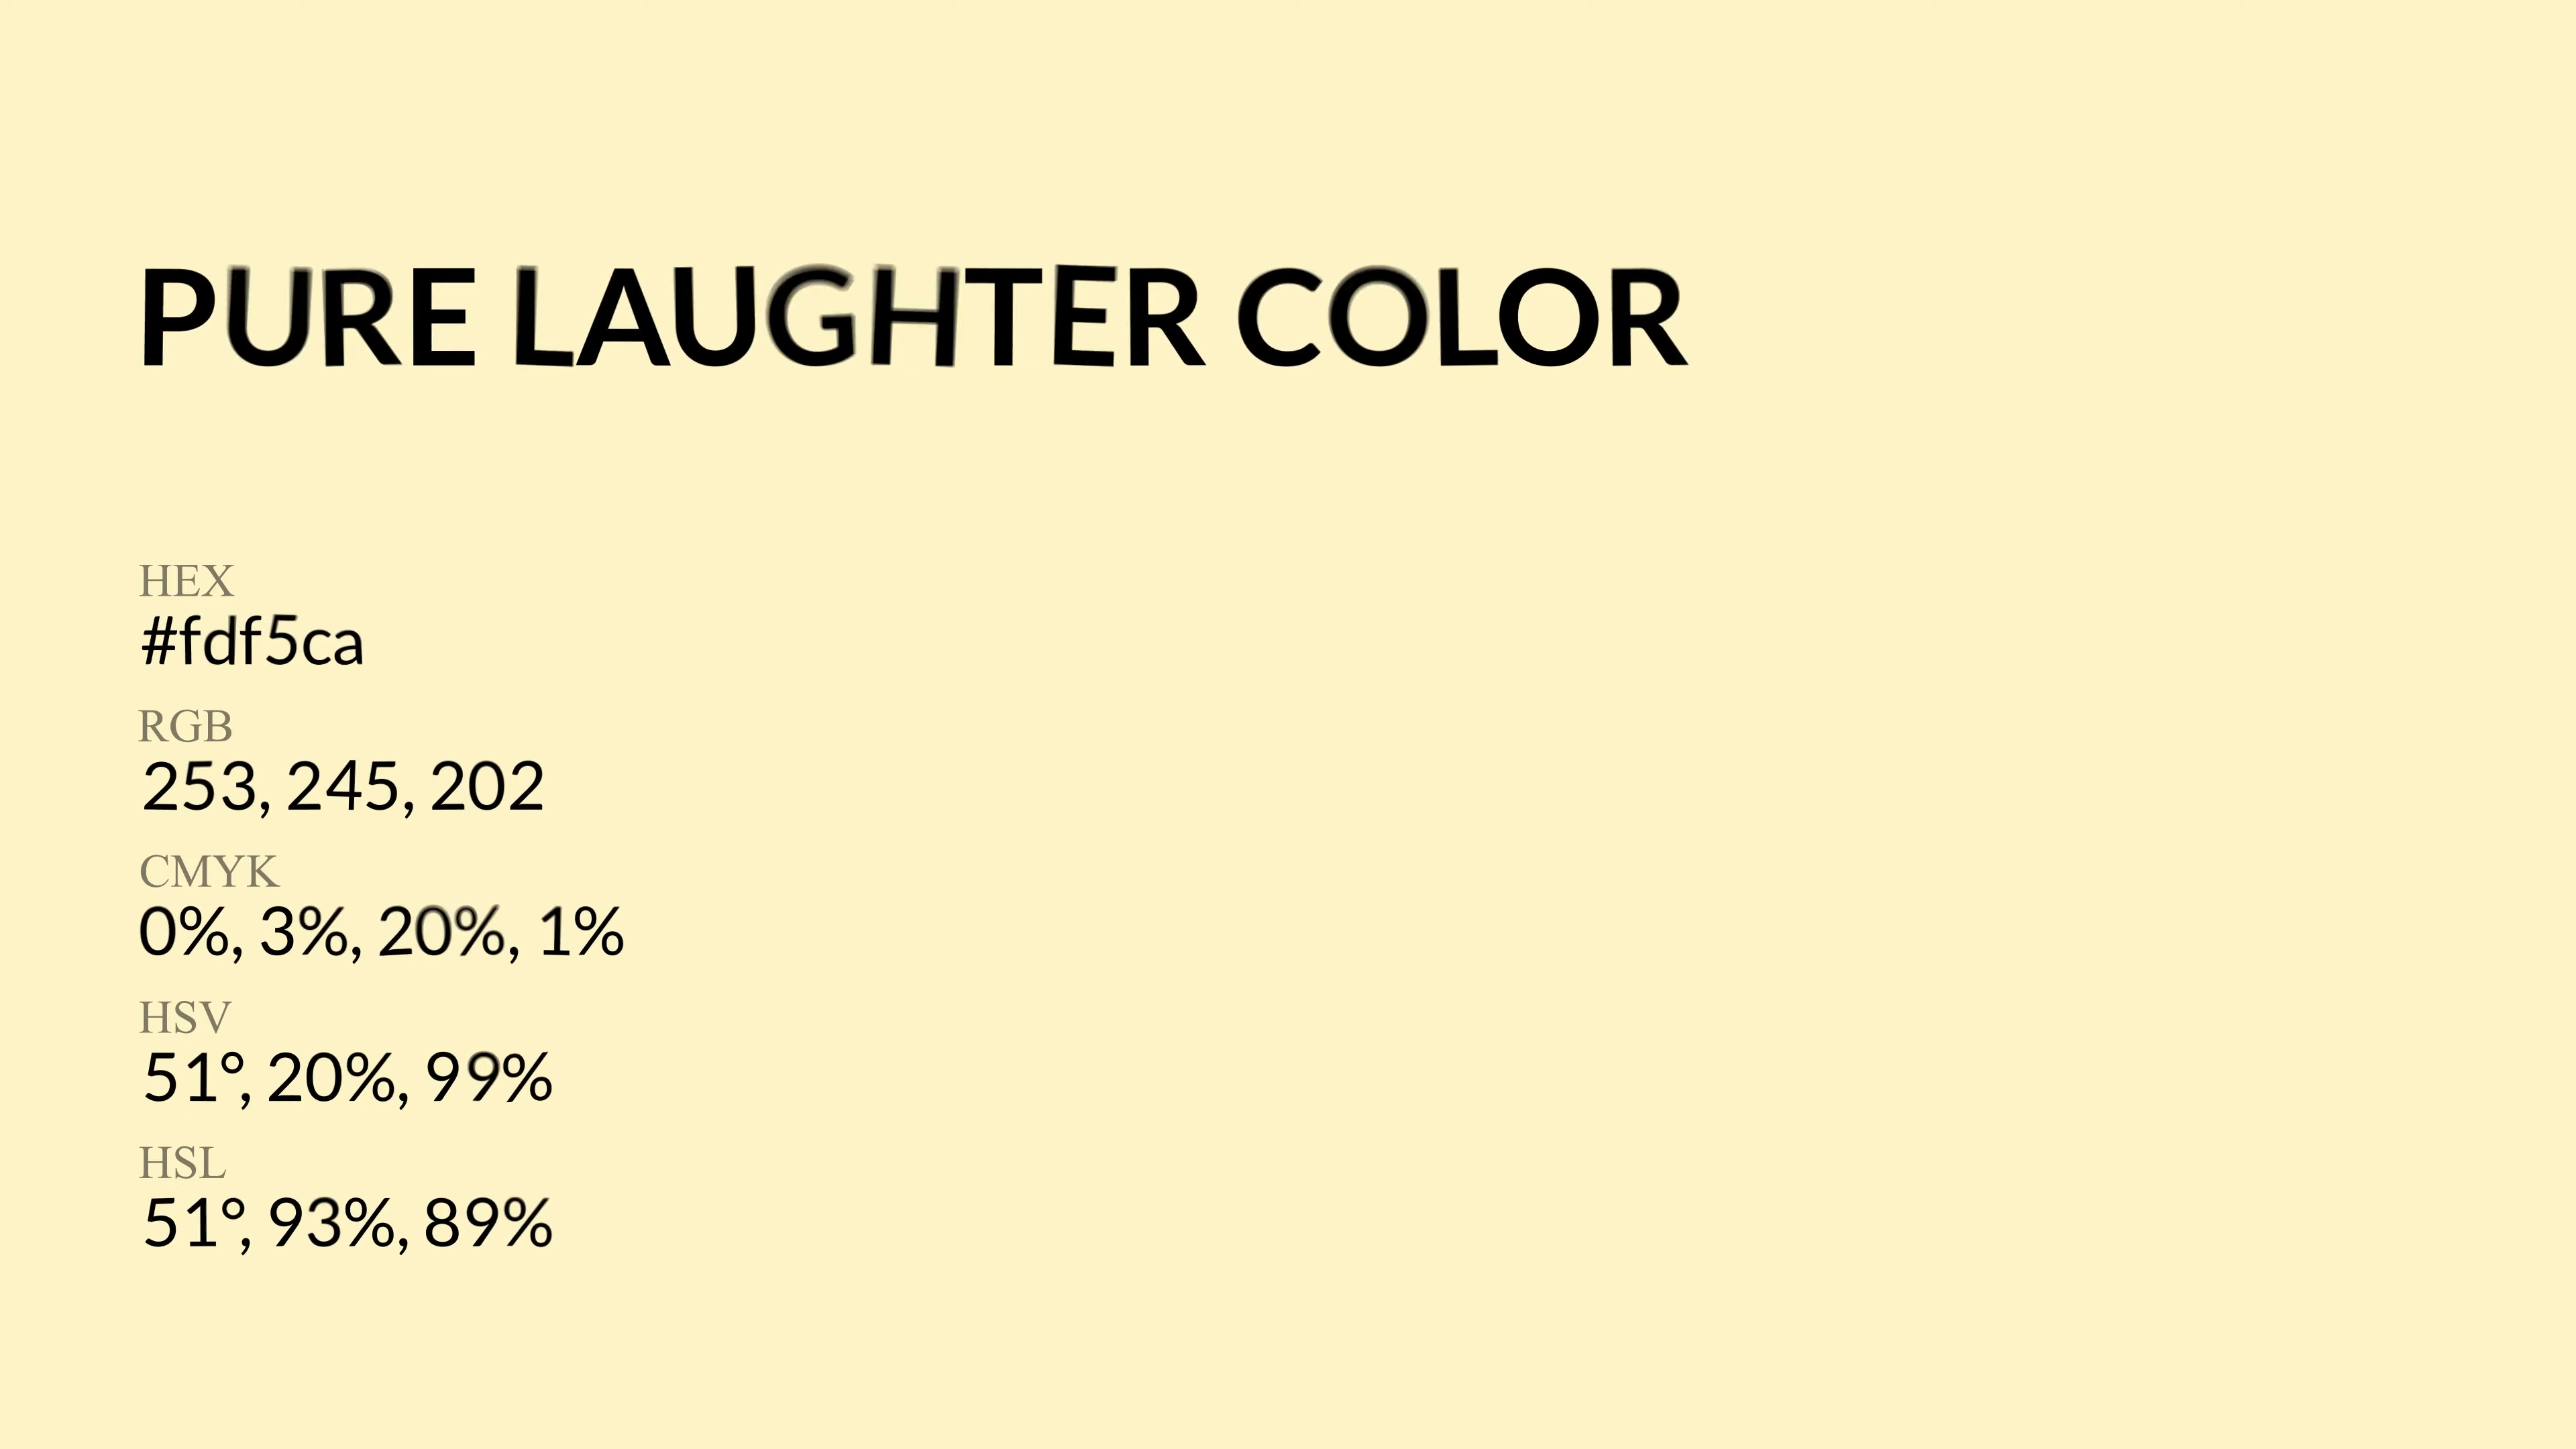 PURE LAUGHTER COLOR
HEX
#fdf5ca
RGB
253, 245, 202
CMYK
0%, 3%, 20%, 1%
HSV
51°, 20%, 99%
HSL
51°, 93%, 89%